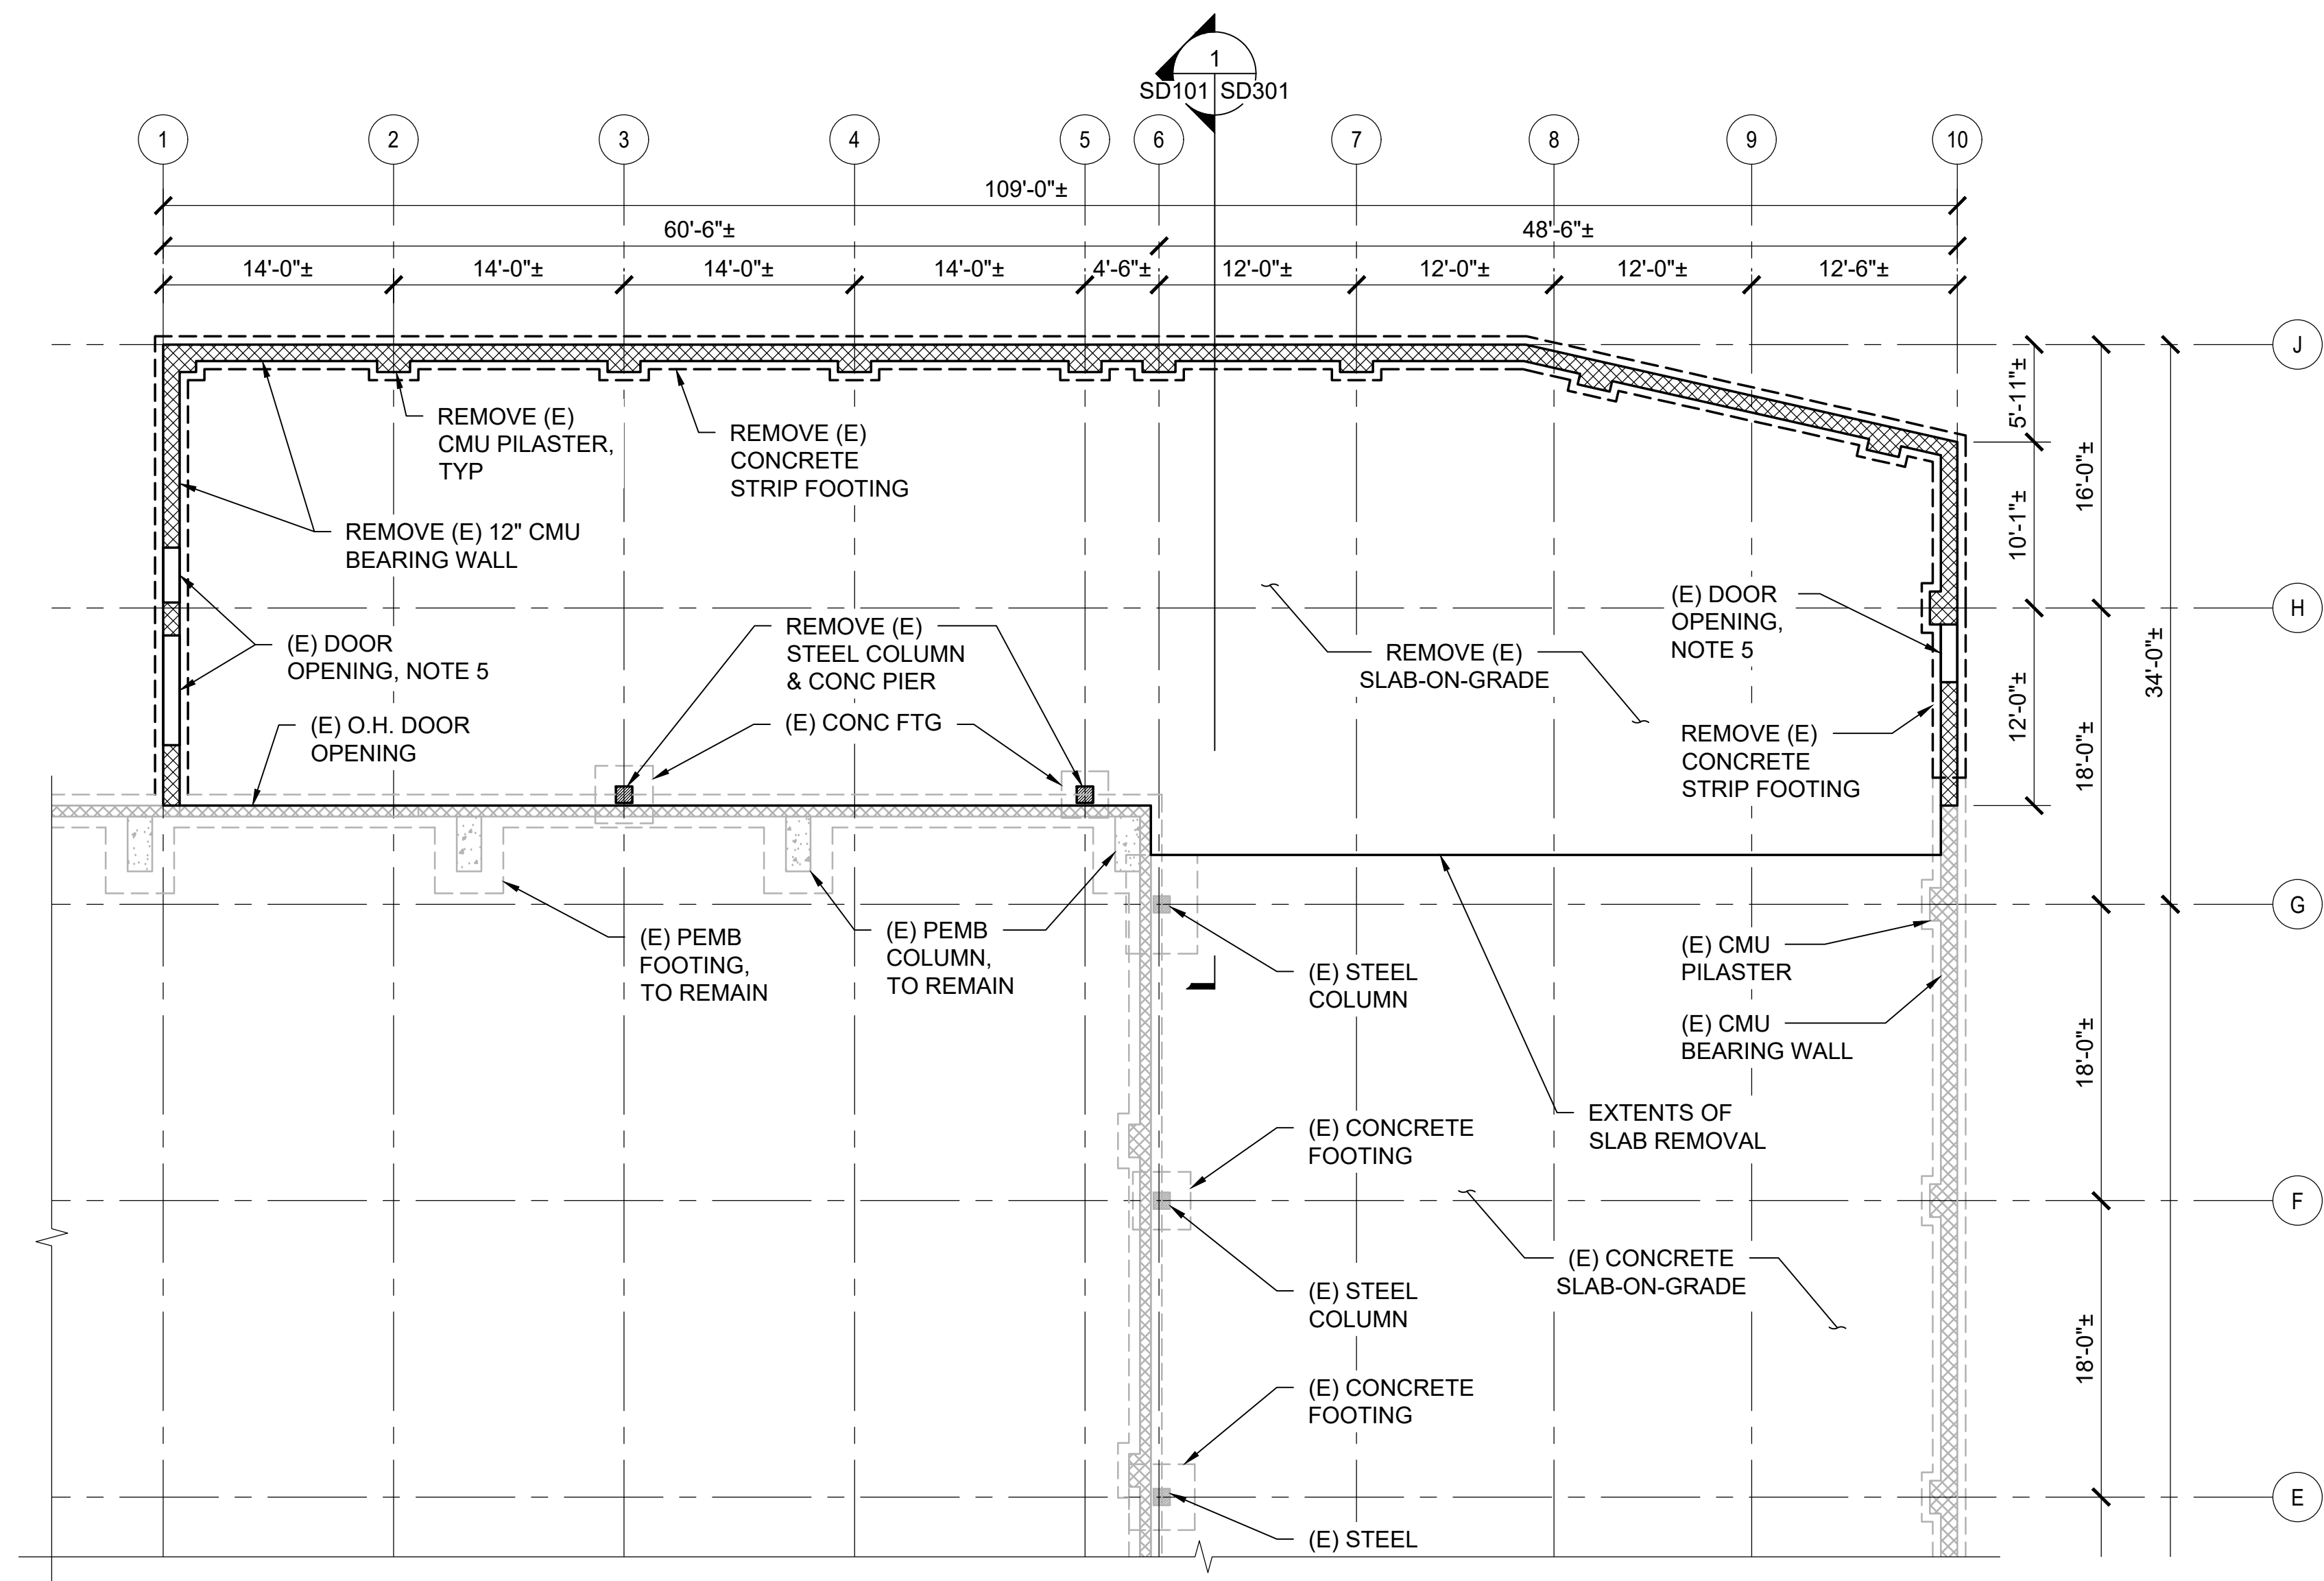 1
SD101 SD301
1 2 3 4 5 6 7 8 9 10
109'-0"±
60'-6"± 48'-6"±
14'-0"± 14'-0"± 14'-0"± 14'-0"± 4'-6"± 12'-0"± 12'-0"± 12'-0"± 12'-6"±
J
H
G
F
E
5'-11"±
10'-1"±
12'-0"±
16'-0"±
18'-0"±
18'-0"±
18'-0"±
34'-0"±
REMOVE (E)
CMU PILASTER,
TYP
REMOVE (E)
CONCRETE
STRIP FOOTING
REMOVE (E) 12" CMU
BEARING WALL
(E) DOOR
OPENING, NOTE 5
(E) O.H. DOOR
OPENING
REMOVE (E)
STEEL COLUMN
& CONC PIER
(E) CONC FTG
REMOVE (E)
SLAB-ON-GRADE
(E) DOOR
OPENING,
NOTE 5
REMOVE (E)
CONCRETE
STRIP FOOTING
(E) PEMB
FOOTING,
TO REMAIN
(E) PEMB
COLUMN,
TO REMAIN
(E) STEEL
COLUMN
(E) CMU
PILASTER
(E) CMU
BEARING WALL
EXTENTS OF
SLAB REMOVAL
(E) CONCRETE
FOOTING
(E) STEEL
COLUMN
(E) CONCRETE
SLAB-ON-GRADE
(E) CONCRETE
FOOTING
(E) STEEL